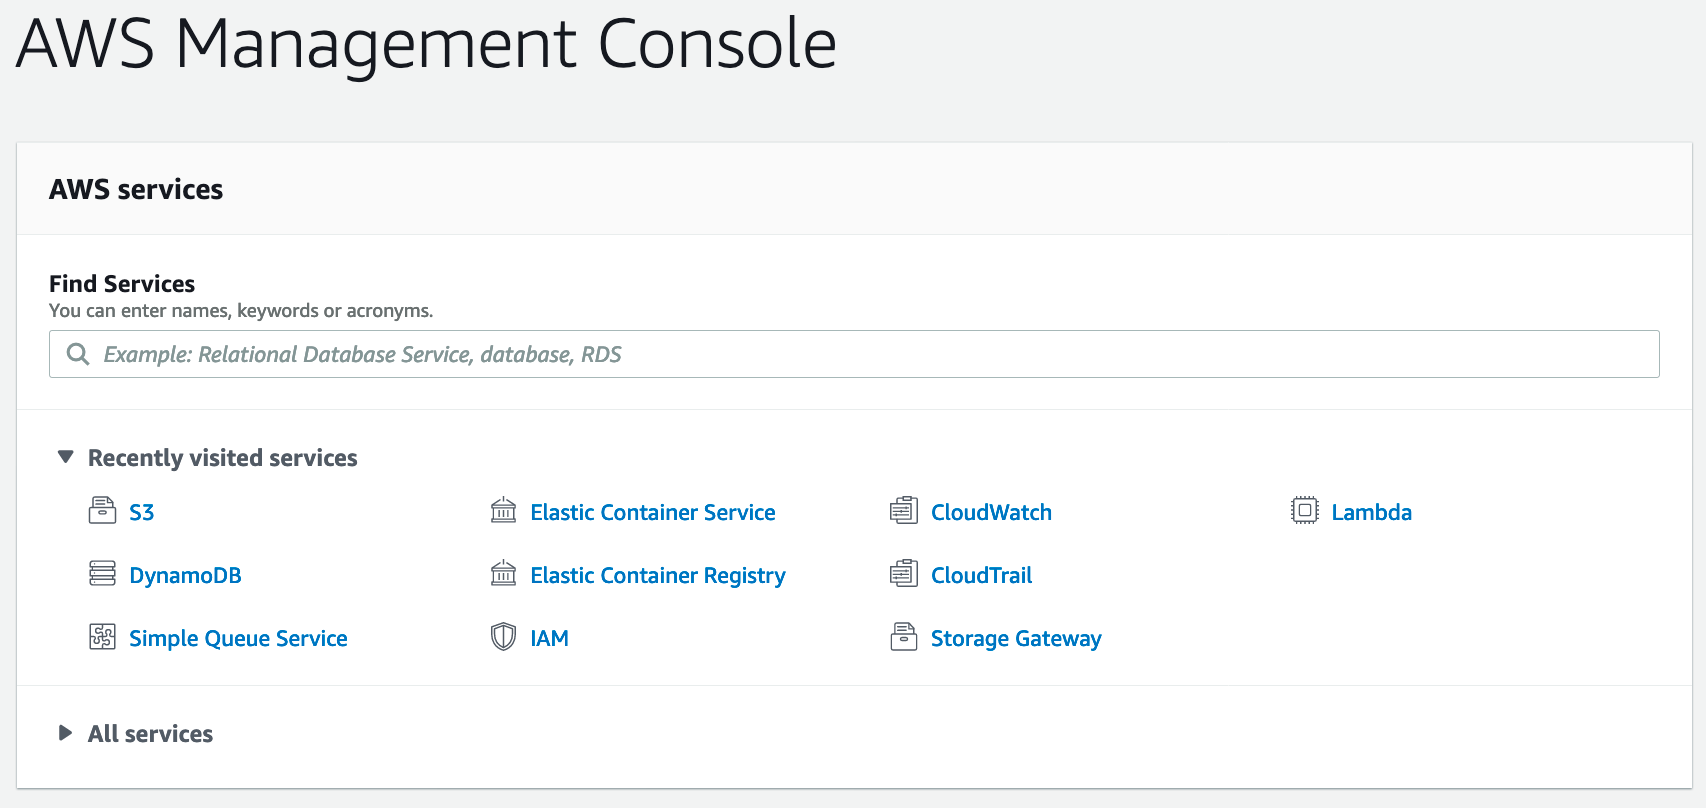 AWS Management Console
AWS services
Find Services
You can enter names, keywords or acronyms.
Example: Relational Database Service, database, RDS
Recently visited services
S3
Elastic Container Service
CloudWatch
Lambda
DynamoDB
Elastic Container Registry
CloudTrail
Simple Queue Service
IAM
Storage Gateway
All services